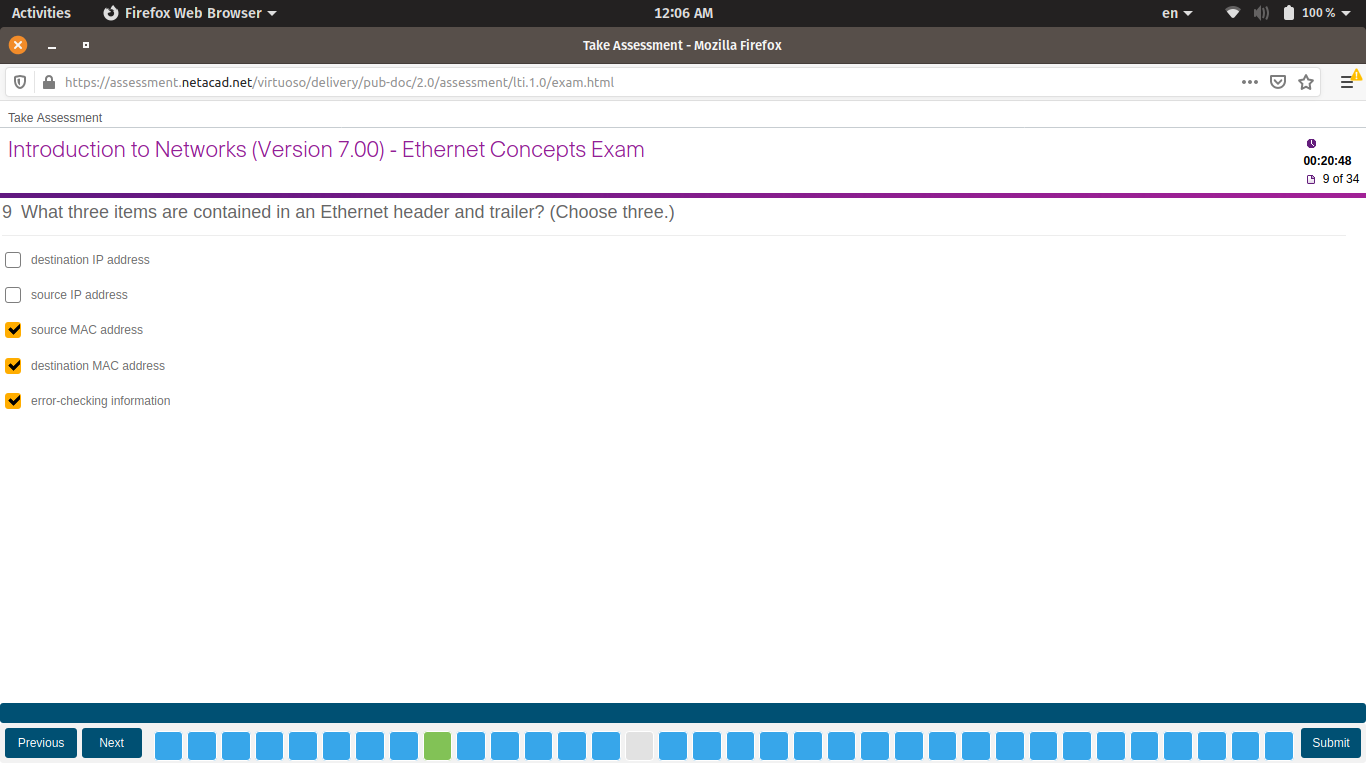 Activities Firefox Web Browser 12:06 AM en 100 %
Take Assessment - Mozilla Firefox
https://assessment.netacad.net/virtuoso/delivery/pub-doc/2.0/assessment/lti.1.0/exam.html
Take Assessment
Introduction to Networks (Version 7.00) - Ethernet Concepts Exam
00:20:48
9 of 34
9 What three items are contained in an Ethernet header and trailer? (Choose three.)
destination IP address
source IP address
source MAC address
destination MAC address
error-checking information
Previous Next Submit